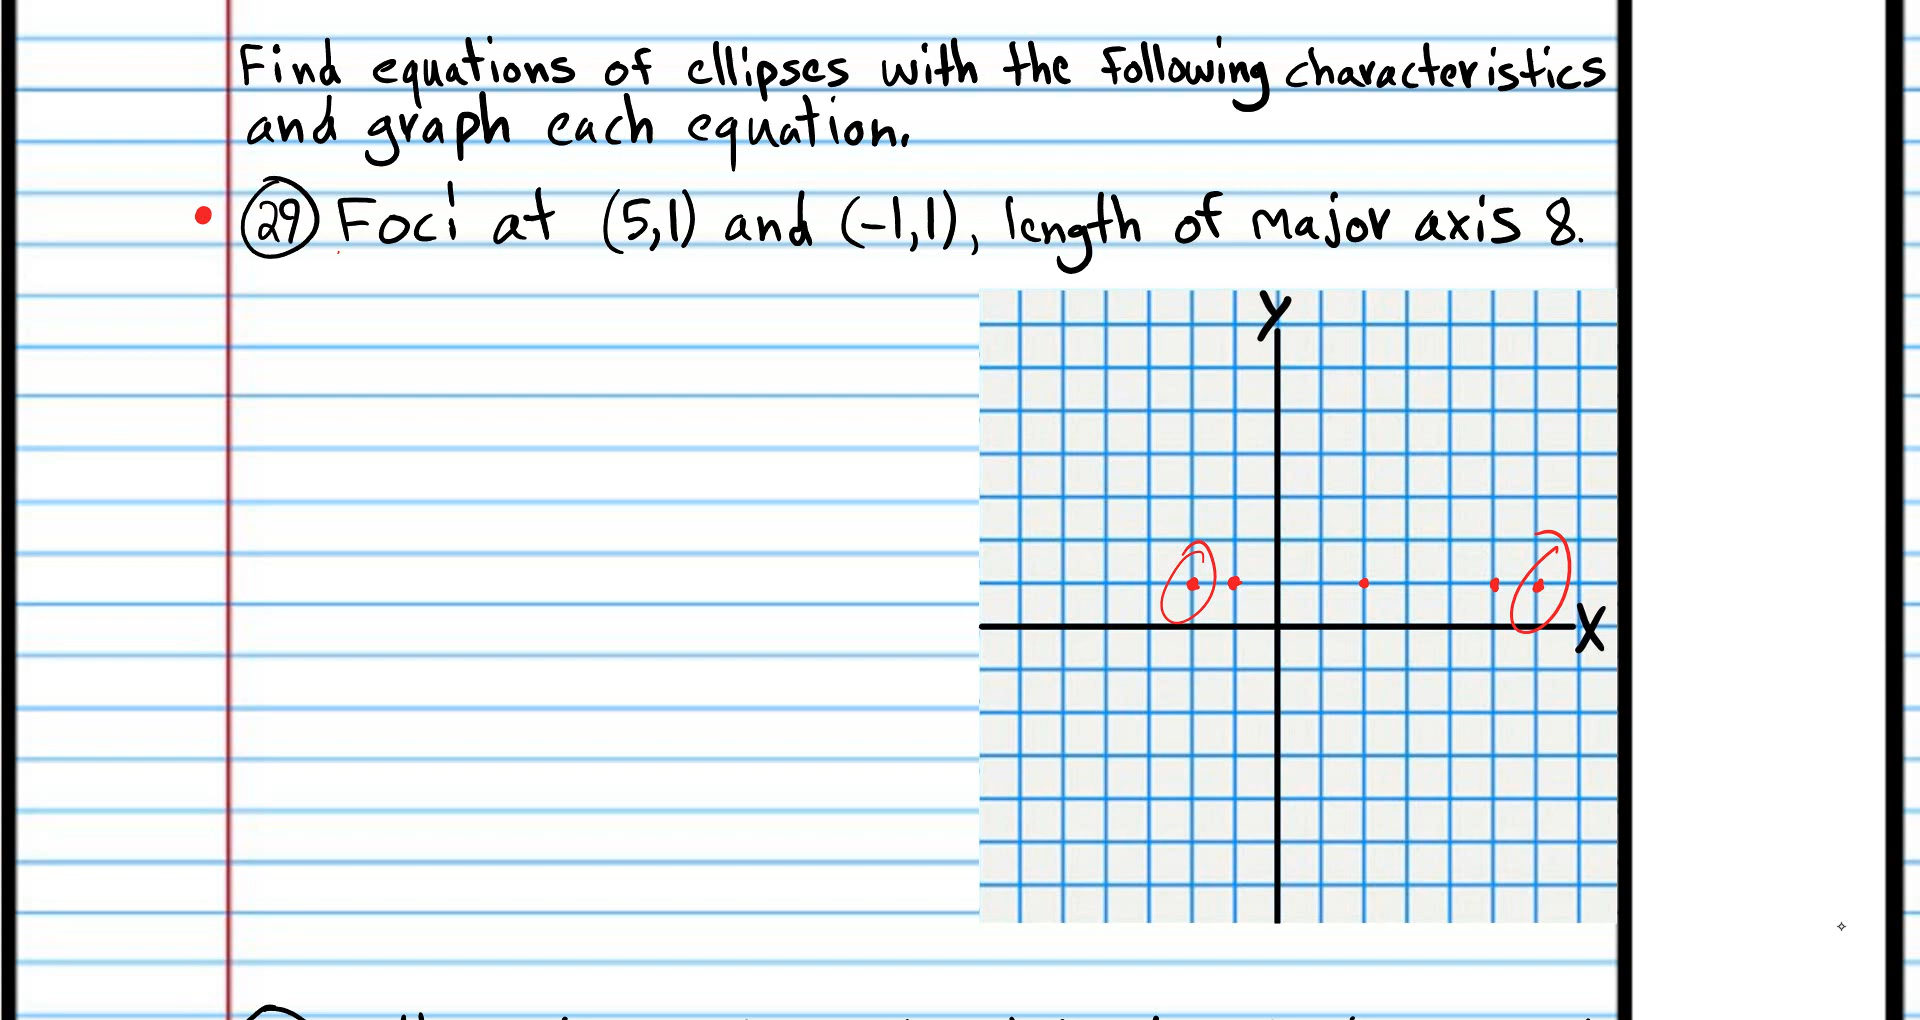 Find equations of ellipses with the following characteristics
and graph each equation.
29 Foci at (5,1) and (-1,1), length of major axis 8.
Y
X